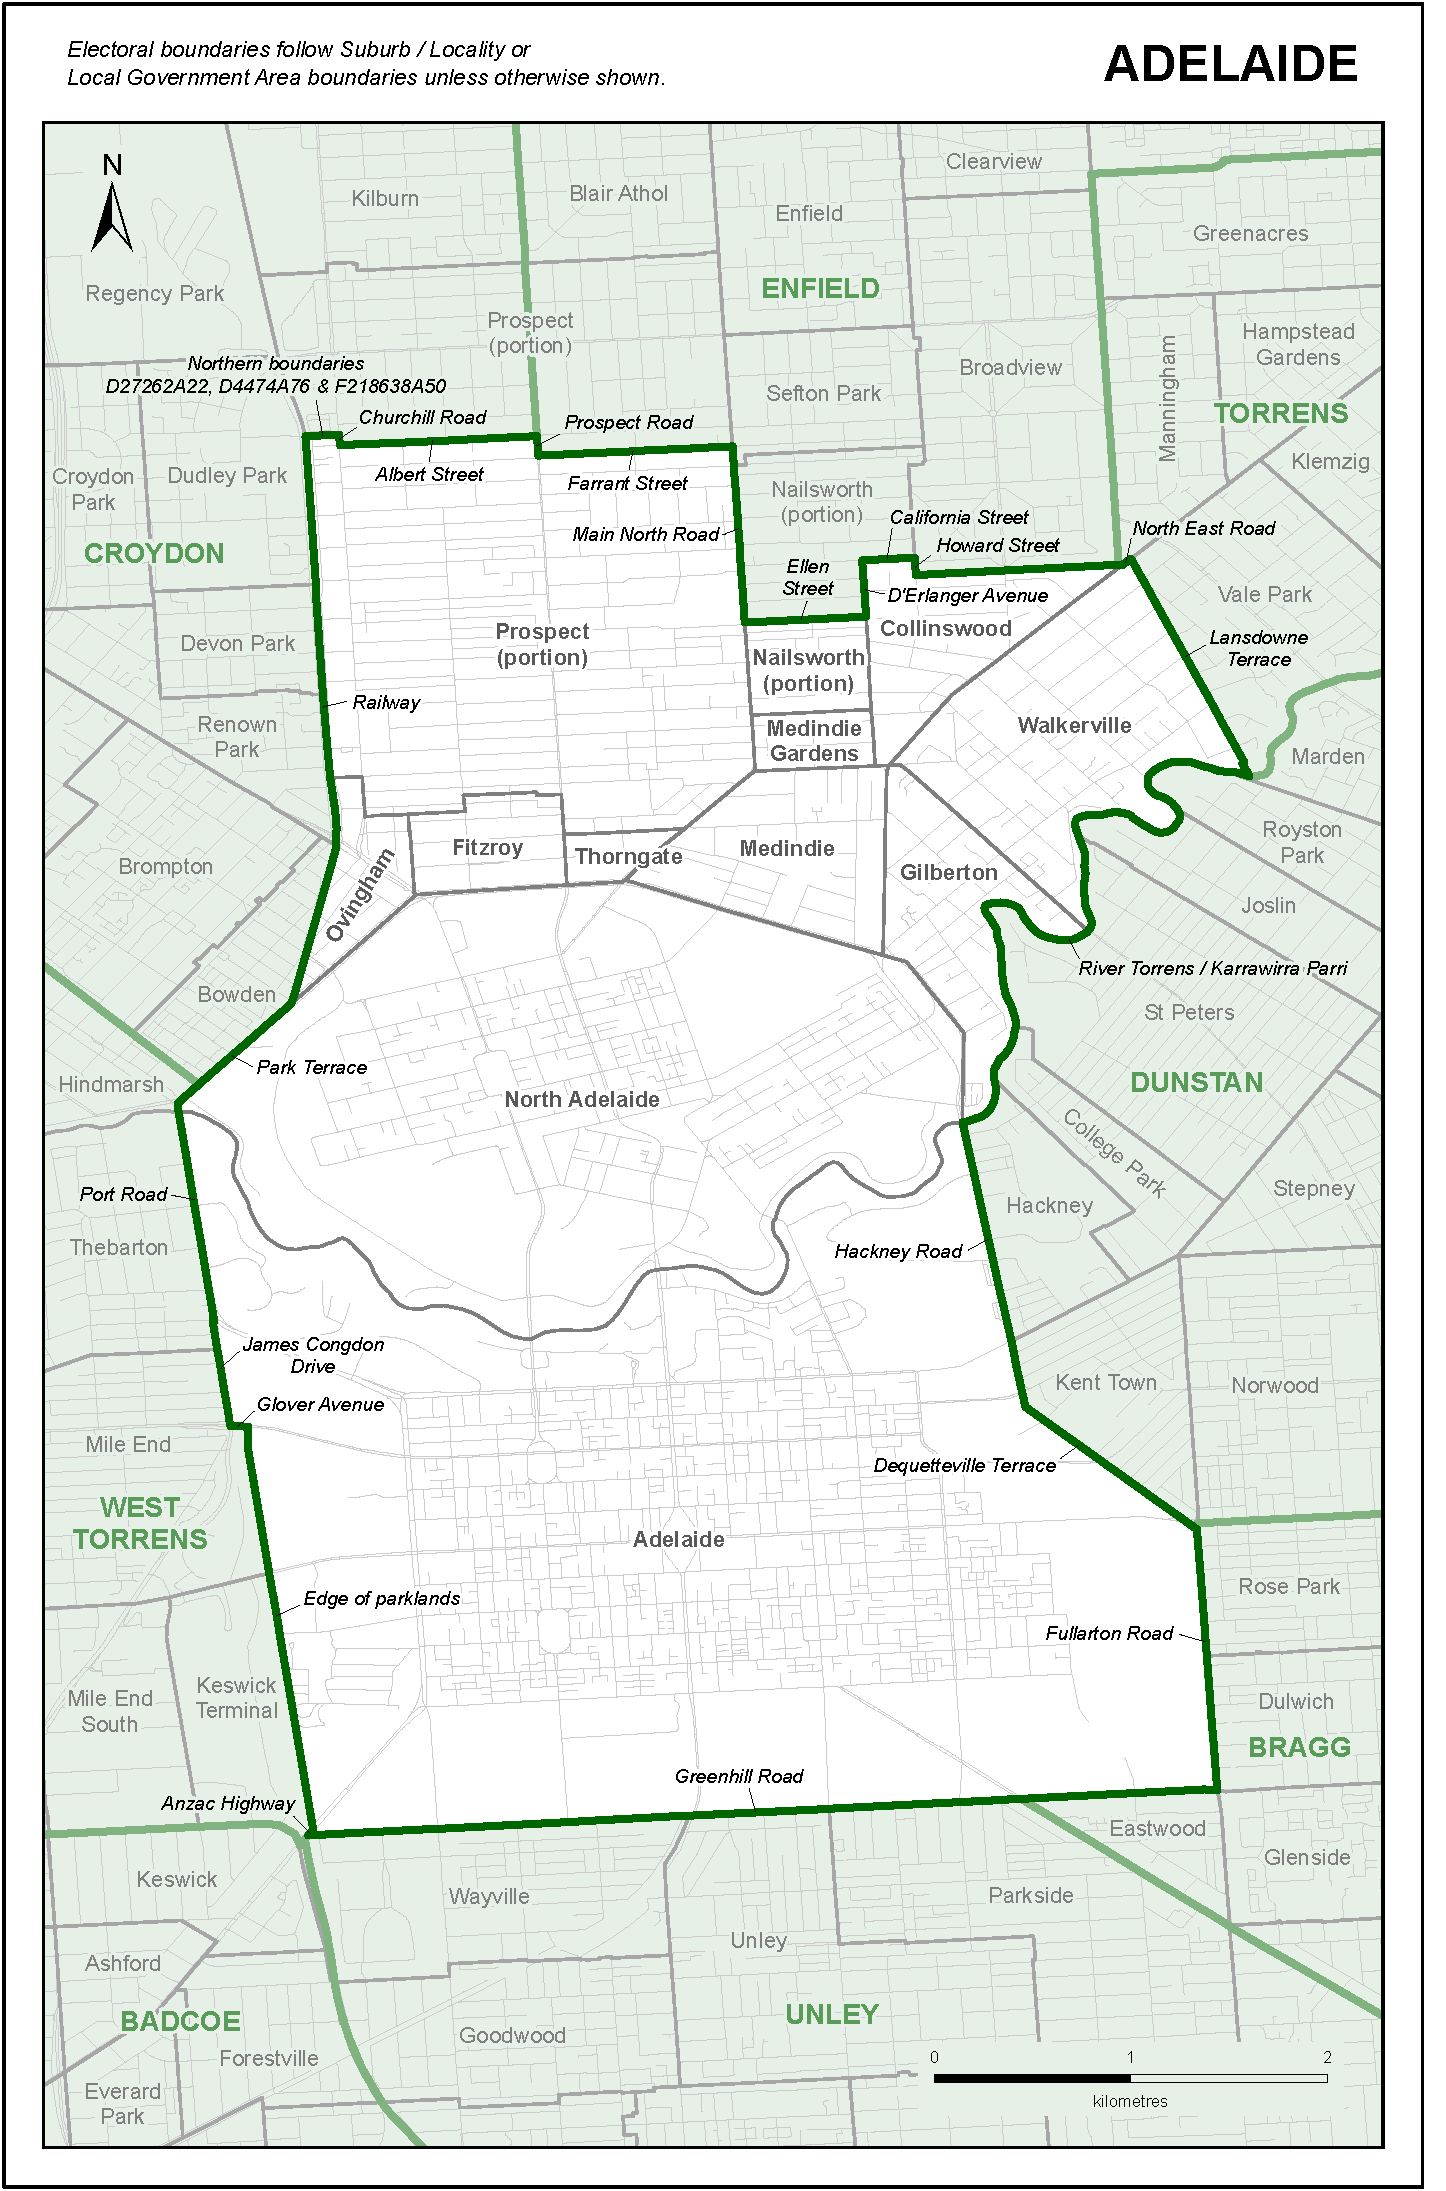 Electoral boundaries follow Suburb / Locality or
Local Government Area boundaries unless otherwise shown.
ADELAIDE
N
Clearview
Kilburn
Blair Athol
Enfield
Greenacres
ENFIELD
Regency Park
Prospect
(portion)
Hampstead
Gardens
Manningham
Northern boundaries
D27262A22, D4474A76 & F218638A50
Broadview
Sefton Park
TORRENS
Churchill Road
Prospect Road
Croydon
Park
Dudley Park
Albert Street
Farrant Street
Klemzig
Nailsworth
(portion)
California Street
Main North Road
Howard Street
North East Road
CROYDON
Ellen
Street
D'Erlanger Avenue
Vale Park
Devon Park
Prospect
(portion)
Collinswood
Lansdowne
Terrace
Nailsworth
(portion)
Railway
Renown
Park
Medindie
Gardens
Walkerville
Marden
Brompton
Ovingham
Fitzroy
Thorngate
Medindie
Gilberton
Royston
Park
Joslin
River Torrens / Karrawirra Parri
Bowden
St Peters
Park Terrace
Hindmarsh
North Adelaide
DUNSTAN
College Park
Port Road
Hackney
Stepney
Thebarton
Hackney Road
James Congdon
Drive
Kent Town
Norwood
Glover Avenue
Mile End
Dequetteville Terrace
WEST
TORRENS
Adelaide
Edge of parklands
Rose Park
Fullarton Road
Keswick
Terminal
Mile End
South
Dulwich
BRAGG
Greenhill Road
Anzac Highway
Eastwood
Glenside
Keswick
Wayville
Parkside
Unley
Ashford
BADCOE
UNLEY
Goodwood
Forestville
Everard
Park
0 1 2
kilometres